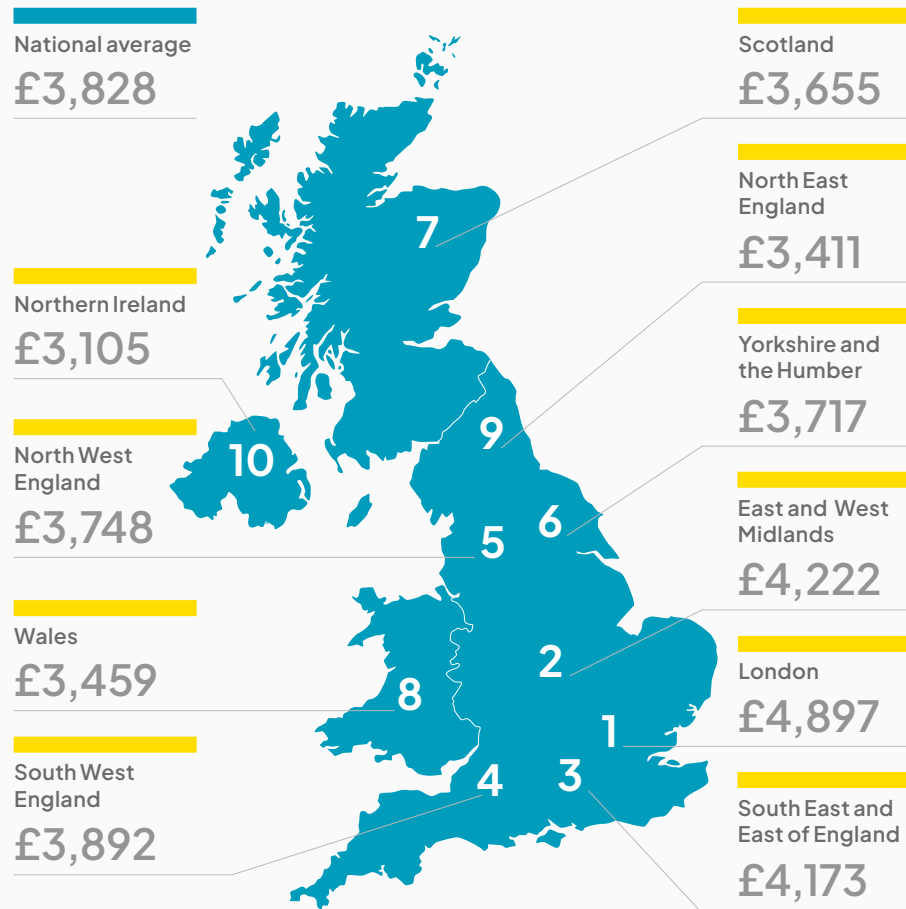 National average
£3,828
Northern Ireland
£3,105
North West
England
£3,748
Wales
£3,459
South West
England
£3,892
7
9
10
6
5
2
8
1
3
4
Scotland
£3,655
North East
England
£3,411
Yorkshire and
the Humber
£3,717
East and West
Midlands
£4,222
London
£4,897
South East and
East of England
£4,173